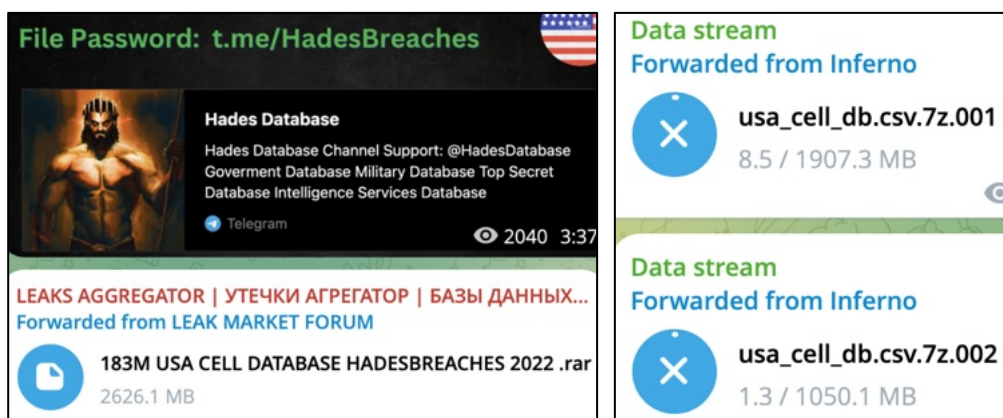 File Password: t.me/HadesBreaches
Hades Database
Hades Database Channel Support: @HadesDatabase
Goverment Database Military Database Top Secret
Database Intelligence Services Database
Telegram
2040 3:37
LEAKS AGGREGATOR | УТЕЧКИ АГРЕГАТОР | БАЗЫ ДАННЫХ...
Forwarded from LEAK MARKET FORUM
183M USA CELL DATABASE HADESBREACHES 2022 .rar
2626.1 MB
Data stream
Forwarded from Inferno
usa_cell_db.csv.7z.001
8.5 / 1907.3 MB
Data stream
Forwarded from Inferno
usa_cell_db.csv.7z.002
1.3 / 1050.1 MB